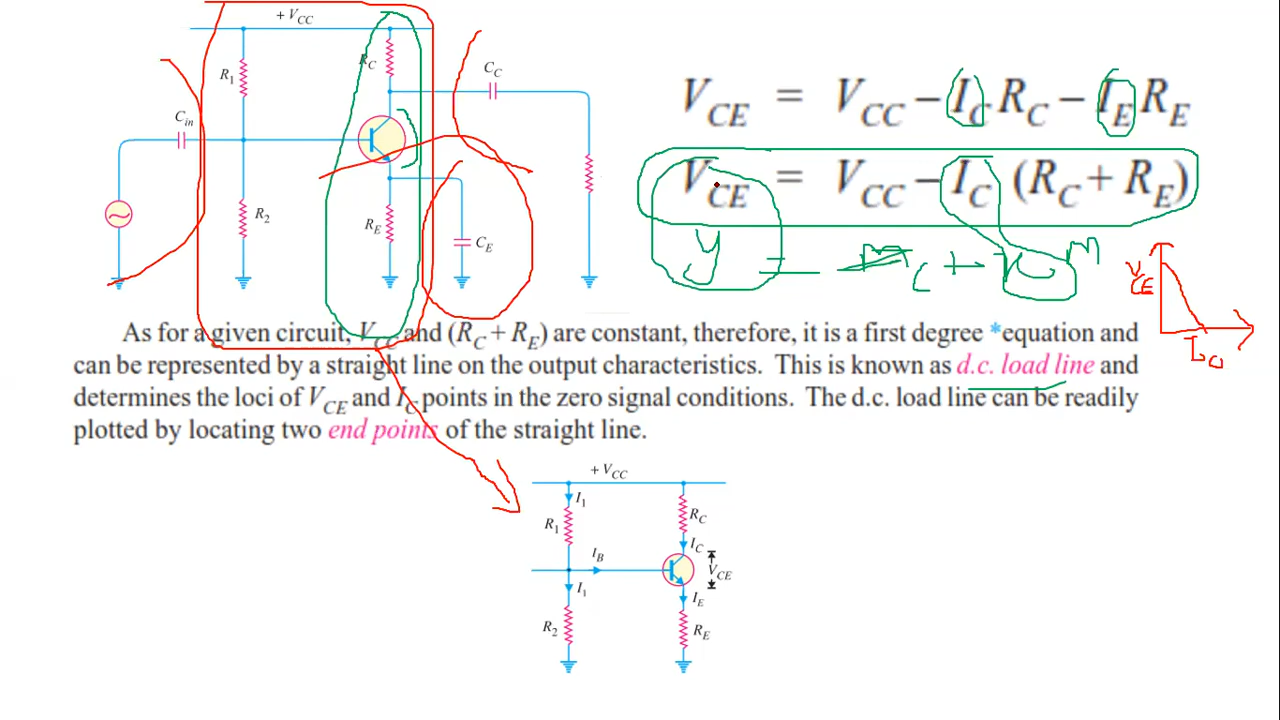 + VCC
R1
RC
CC
Cin
R2
RE
CE
VCE = VCC – IC RC – IE RE
VCE = VCC – IC (RC + RE)
y = m c + m
VCE
As for a given circuit, VCC and (RC + RE) are constant, therefore, it is a first degree *equation and
can be represented by a straight line on the output characteristics. This is known as d.c. load line and
determines the loci of VCE and IC points in the zero signal conditions. The d.c. load line can be readily
plotted by locating two end points of the straight line.
+ VCC
I1
R1
RC
IC
IB
VCE
I1
IE
R2
RE